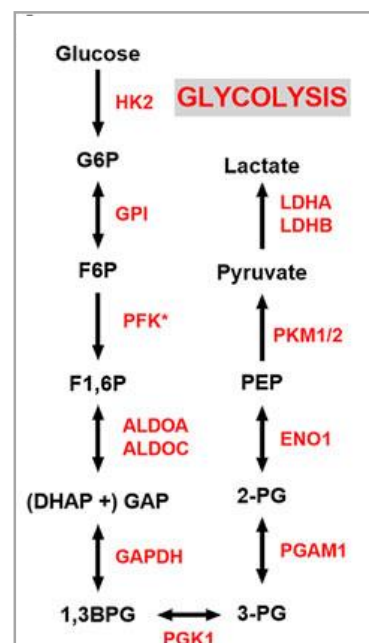 Glucose
HK2
GLYCOLYSIS
G6P
GPI
F6P
PFK*
F1,6P
ALDOA
ALDOC
(DHAP +) GAP
GAPDH
1,3BPG
PGK1
3-PG
PGAM1
2-PG
ENO1
PEP
PKM1/2
Pyruvate
LDHA
LDHB
Lactate